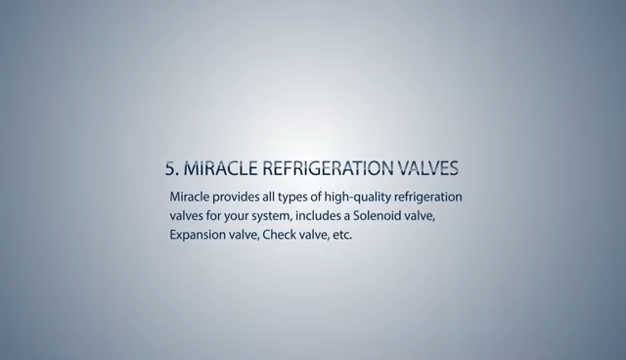 5. MIRACLE REFRIGERATION VALVES
Miracle provides all types of high-quality refrigeration
valves for your system, includes a Solenoid valve,
Expansion valve, Check valve, etc.